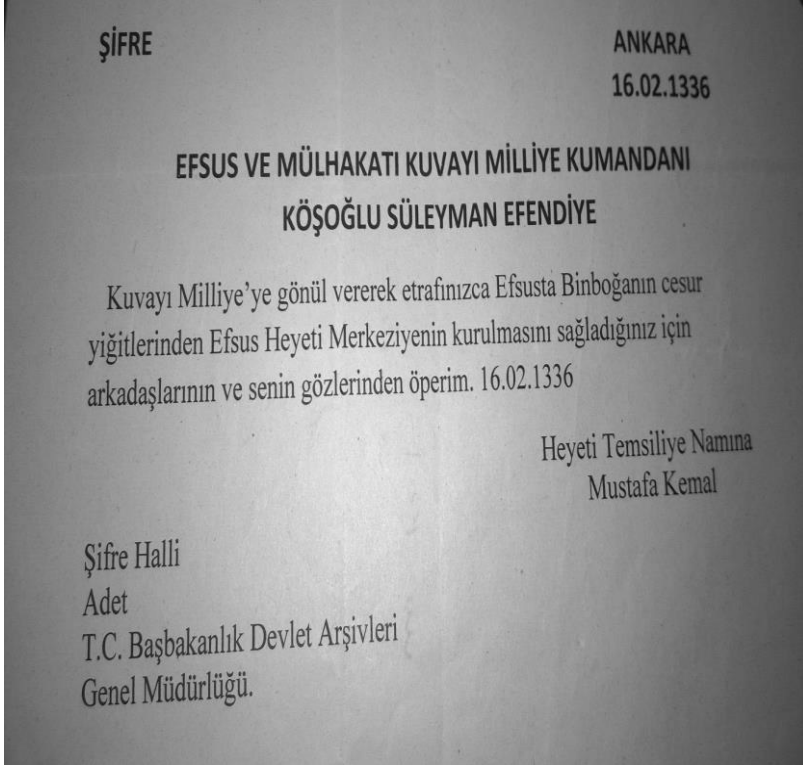 ŞİFRE ANKARA
16.02.1336
EFSUS VE MÜLHAKATI KUVAYI MİLLİYE KUMANDANI
KÖŞOĞLU SÜLEYMAN EFENDİYE
Kuvayı Milliye’ye gönül vererek etrafınızca Efsusta Binboğanın cesur
yiğitlerinden Efsus Heyeti Merkeziyenin kurulmasını sağladığınız için
arkadaşlarının ve senin gözlerinden öperim. 16.02.1336
Heyeti Temsiliye Namına
Mustafa Kemal
Şifre Halli
Adet
T.C. Başbakanlık Devlet Arşivleri
Genel Müdürlüğü.